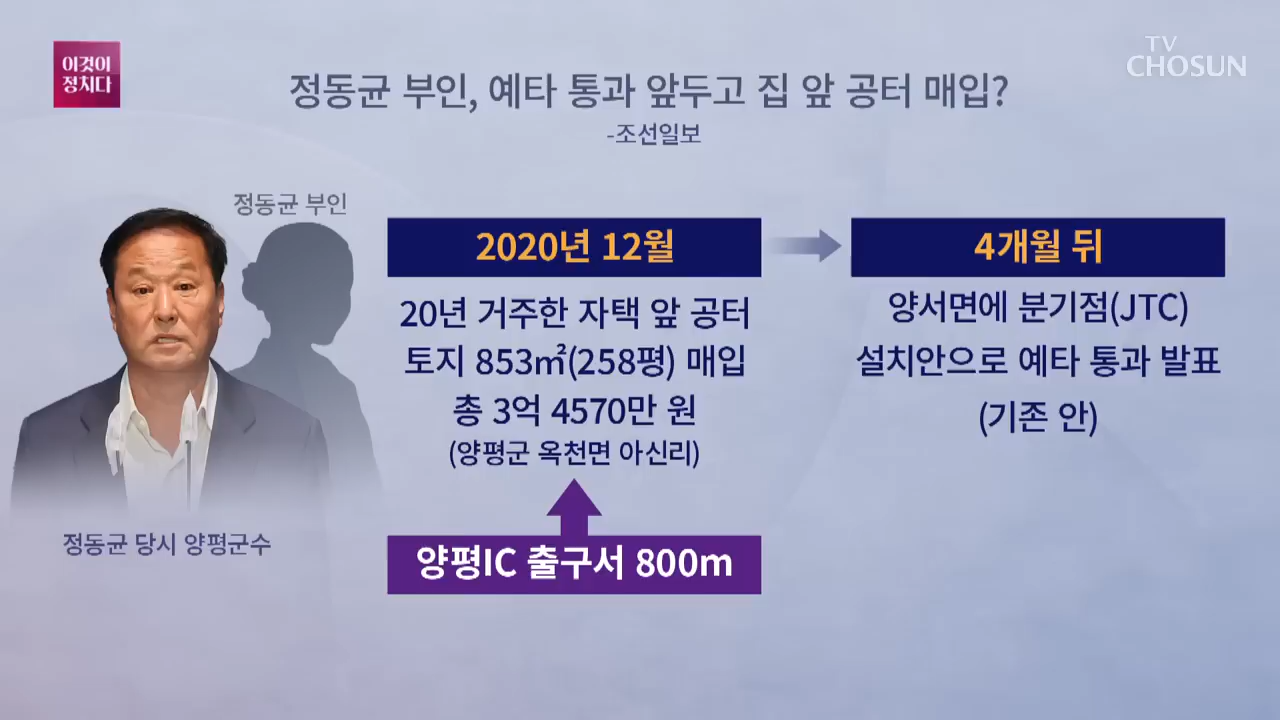 이것이
정치다
TV
CHOSUN
정동균 부인, 예타 통과 앞두고 집 앞 공터 매입?
-조선일보
정동균 부인
정동균 당시 양평군수
2020년 12월
20년 거주한 자택 앞 공터
토지 853㎡(258평) 매입
총 3억 4570만 원
(양평군 옥천면 아신리)
양평IC 출구서 800m
4개월 뒤
양서면에 분기점(JTC)
설치안으로 예타 통과 발표
(기존 안)